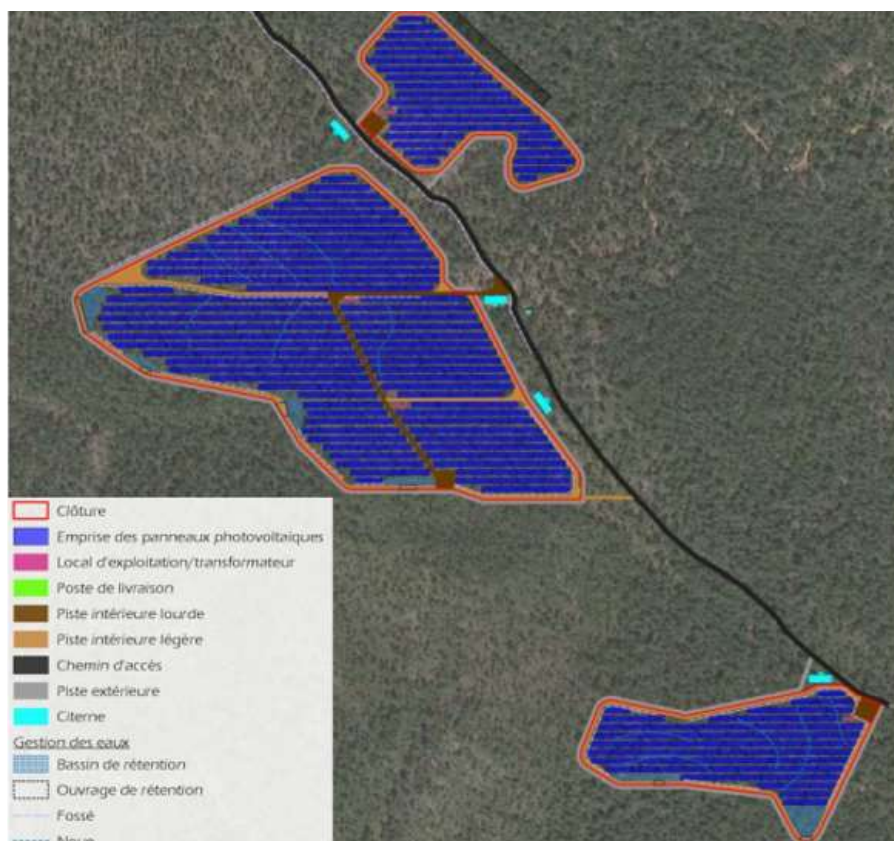 Clôture
Emprise des panneaux photovoltaïques
Local d'exploitation/transformateur
Poste de livraison
Piste intérieure lourde
Piste intérieure légère
Chemin d'accès
Piste extérieure
Citerne
Gestion des eaux
Bassin de rétention
Ouvrage de rétention
Fossé
Noue